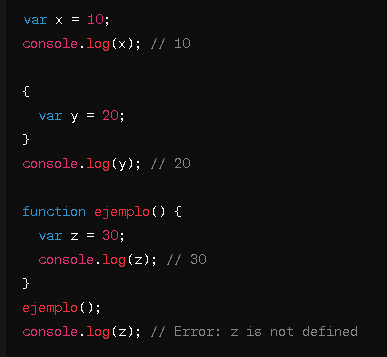 var x = 10;
console.log(x); // 10
{
var y = 20;
}
console.log(y); // 20
function ejemplo() {
var z = 30;
console.log(z); // 30
}
ejemplo();
console.log(z); // Error: z is not defined